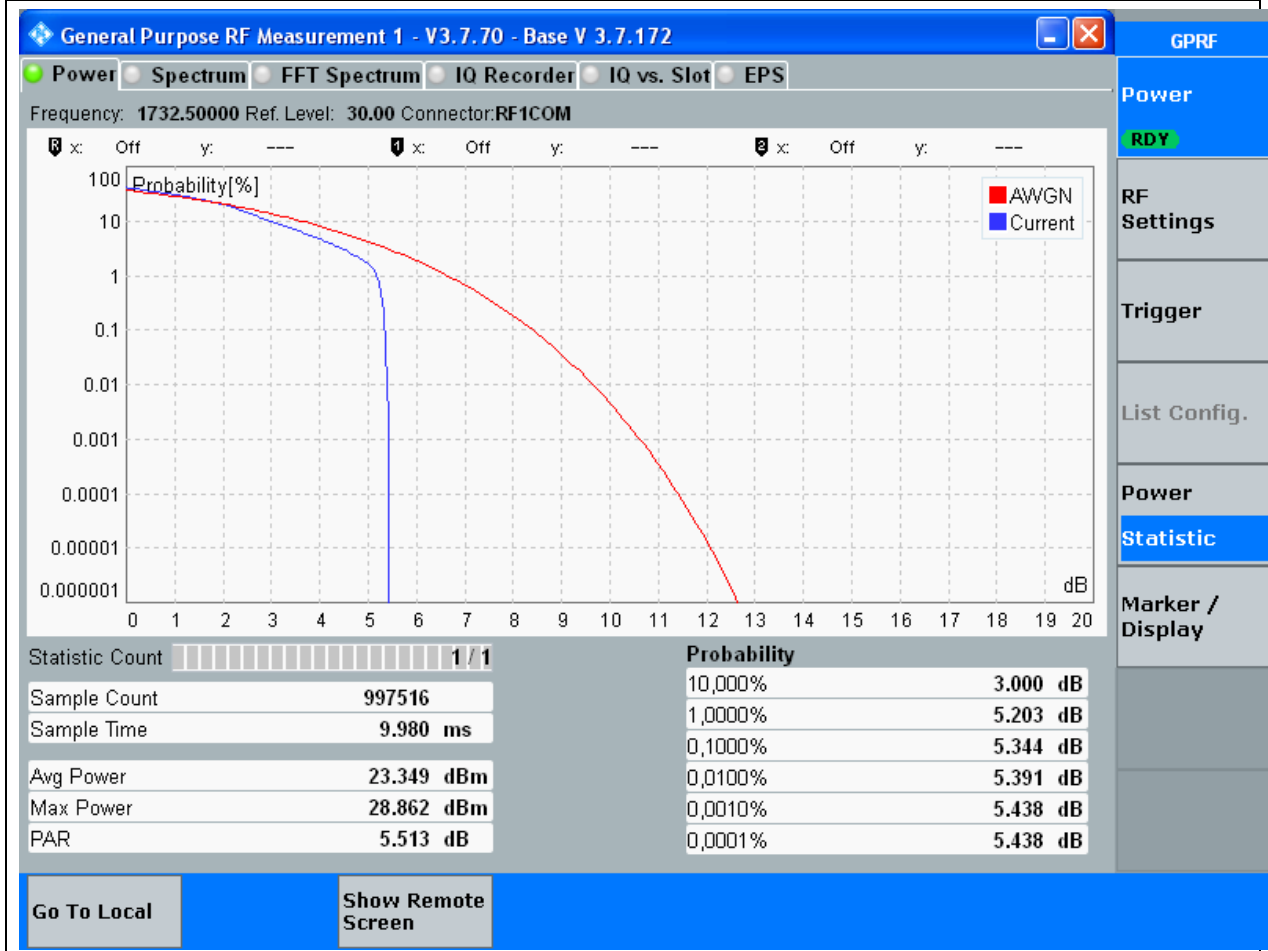 General Purpose RF Measurement 1 - V3.7.70 - Base V 3.7.172
GPRF
Power Spectrum FFT Spectrum IQ Recorder IQ vs. Slot EPS
Frequency: 1732.50000 Ref. Level: 30.00 Connector:RF1COM
R x: Off y: --- 1 x: Off y: --- 2 x: Off y: ---
Probability[%]
AWGN
Current
100
10
1
0.1
0.01
0.001
0.0001
0.00001
0.000001
dB
0 1 2 3 4 5 6 7 8 9 10 11 12 13 14 15 16 17 18 19 20
Statistic Count 1 / 1
Sample Count 997516
Sample Time 9.980 ms
Avg Power 23.349 dBm
Max Power 28.862 dBm
PAR 5.513 dB
Probability
10,000% 3.000 dB
1,0000% 5.203 dB
0,1000% 5.344 dB
0,0100% 5.391 dB
0,0010% 5.438 dB
0,0001% 5.438 dB
Power
RDY
RF
Settings
Trigger
List Config.
Power
Statistic
Marker /
Display
Go To Local
Show Remote
Screen